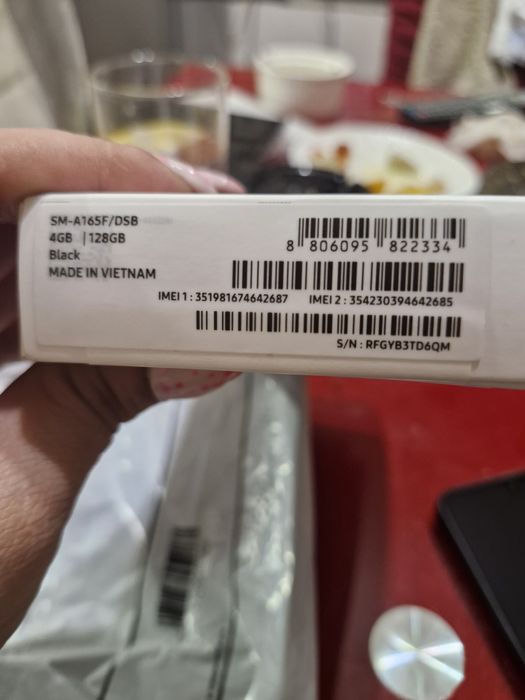 SM-A165F/DSB
4GB | 128GB
Black
MADE IN VIETNAM
8 806095 822334
IMEI 1 : 351981674642687 IMEI 2 : 354230394642685
S/N : RFGYB3TD6QM